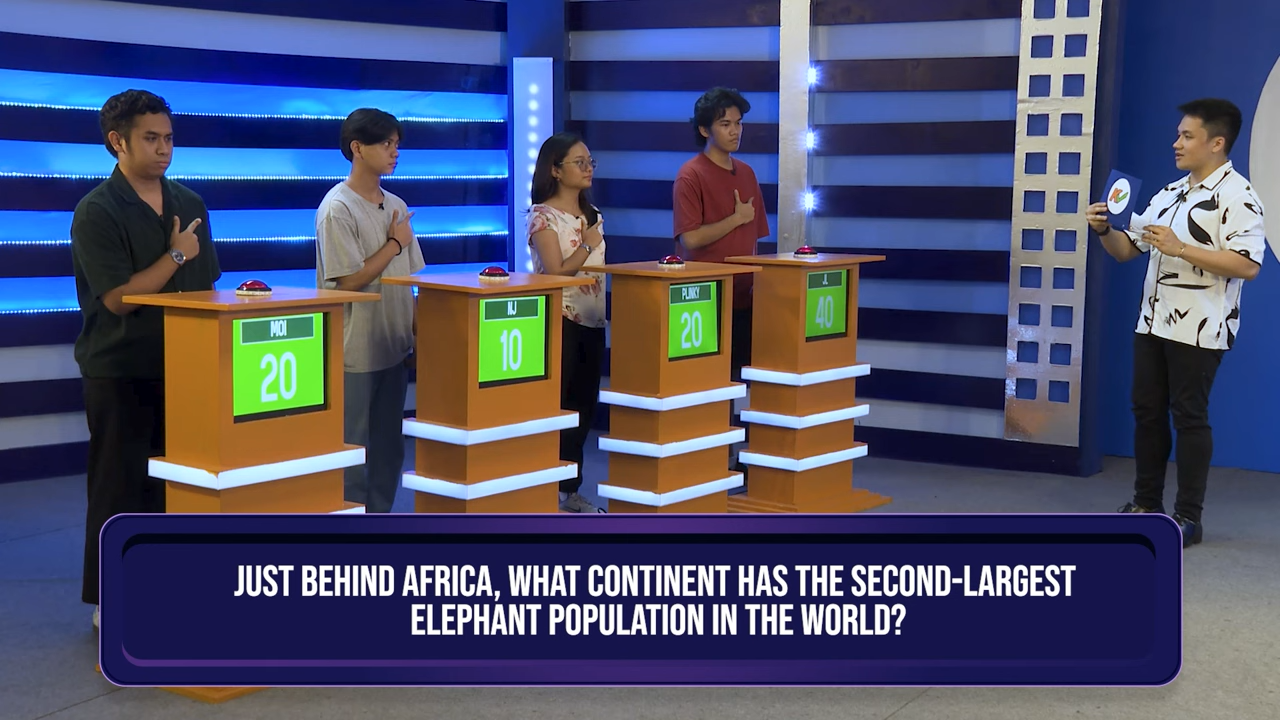 MOI
20
NJ
10
PLINKY
20
JL
40
JUST BEHIND AFRICA, WHAT CONTINENT HAS THE SECOND-LARGEST
ELEPHANT POPULATION IN THE WORLD?